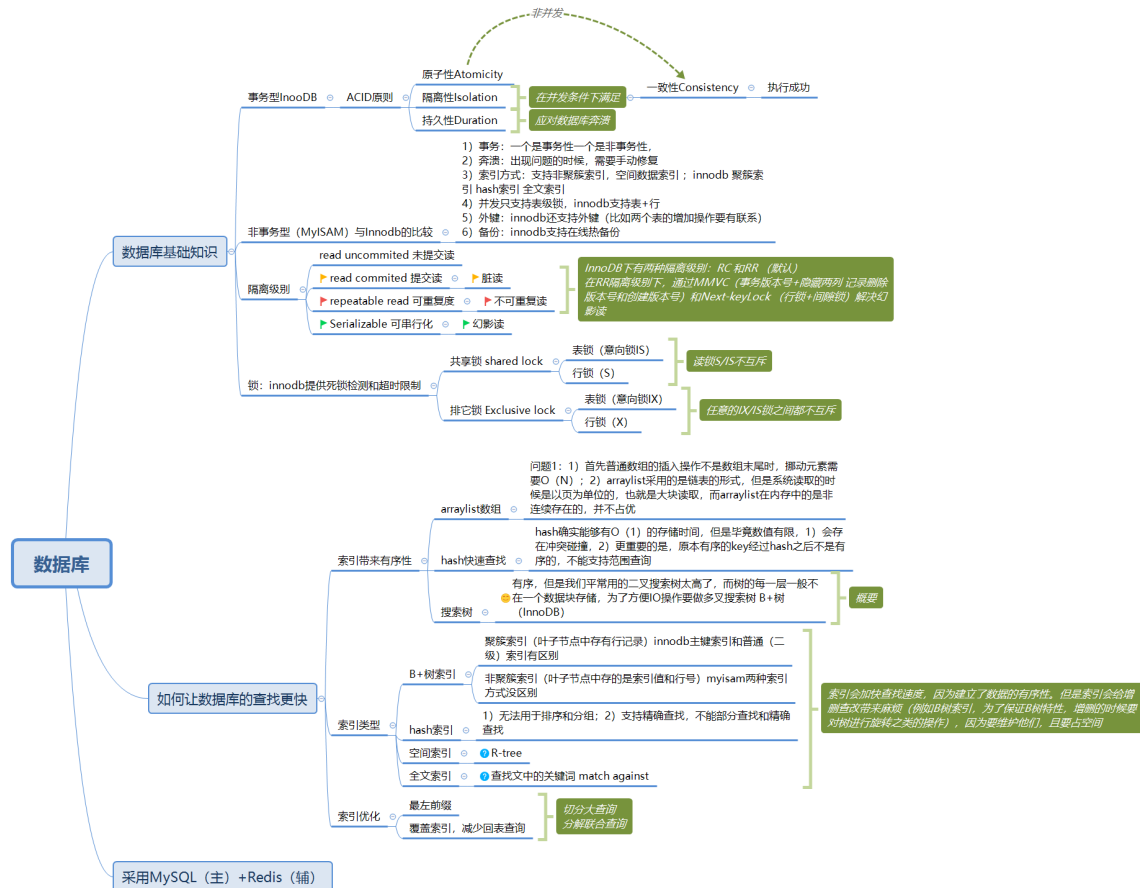 非并发
原子性Atomicity
事务型InooDB
ACID原则
隔离性Isolation
在并发条件下满足
一致性Consistency
执行成功
持久性Duration
应对数据库奔溃
1）事务：一个是事务性一个是非事务性，
2）奔溃：出现问题的时候，需要手动修复
3）索引方式：支持非聚簇索引，空间数据索引 ；innodb 聚簇索
引 hash索引 全文索引
4）并发只支持表级锁，innodb支持表+行
5）外键：innodb还支持外键（比如两个表的增加操作要有联系）
6）备份：innodb支持在线热备份
非事务型（MyISAM）与Innodb的比较
数据库基础知识
隔离级别
read uncommited 未提交读
read commited 提交读
脏读
repeatable read 可重复度
不可重复读
Serializable 可串行化
幻影读
InnoDB下有两种隔离级别：RC 和RR （默认）
在RR隔离级别下，通过MMVC（事务版本号+隐藏两列 记录删除
版本号和创建版本号）和Next-keyLock （行锁+间隙锁）解决幻
影读
锁：innodb提供死锁检测和超时限制
共享锁 shared lock
表锁（意向锁IS）
行锁（S）
读锁S/IS不互斥
排它锁 Exclusive lock
表锁（意向锁IX）
行锁（X）
任意的IX/IS锁之间都不互斥
数据库
如何让数据库的查找更快
索引带来有序性
arraylist数组
问题1：1）首先普通数组的插入操作不是数组末尾时，挪动元素需
要O（N）；2）arraylist采用的是链表的形式，但是系统读取的时
候是以页为单位的，也就是大块读取，而arraylist在内存中的是非
连续存在的，并不占优
hash快速查找
hash确实能够有O（1）的存储时间，但是毕竟数值有限，1）会存
在冲突碰撞，2）更重要的是，原本有序的key经过hash之后不是有
序的，不能支持范围查询
搜索树
有序，但是我们平常用的二叉搜索树太高了，而树的每一层一般不
在一个数据块存储，为了方便IO操作要做多叉搜索树 B+树
（InnoDB）
概要
索引类型
B+树索引
聚簇索引（叶子节点中存有行记录）innodb主键索引和普通（二
级）索引有区别
非聚簇索引（叶子节点中存的是索引值和行号）myisam两种索引
方式没区别
hash索引
1）无法用于排序和分组；2）支持精确查找，不能部分查找和精确
查找
空间索引
R-tree
全文索引
查找文中的关键词 match against
索引会加快查找速度，因为建立了数据的有序性。但是索引会给增
删查改带来麻烦（例如B树索引，为了保证B树特性，增删的时候要
对树进行旋转之类的操作），因为要维护他们，且要占空间
索引优化
最左前缀
覆盖索引，减少回表查询
切分大查询
分解联合查询
采用MySQL（主）+Redis（辅）